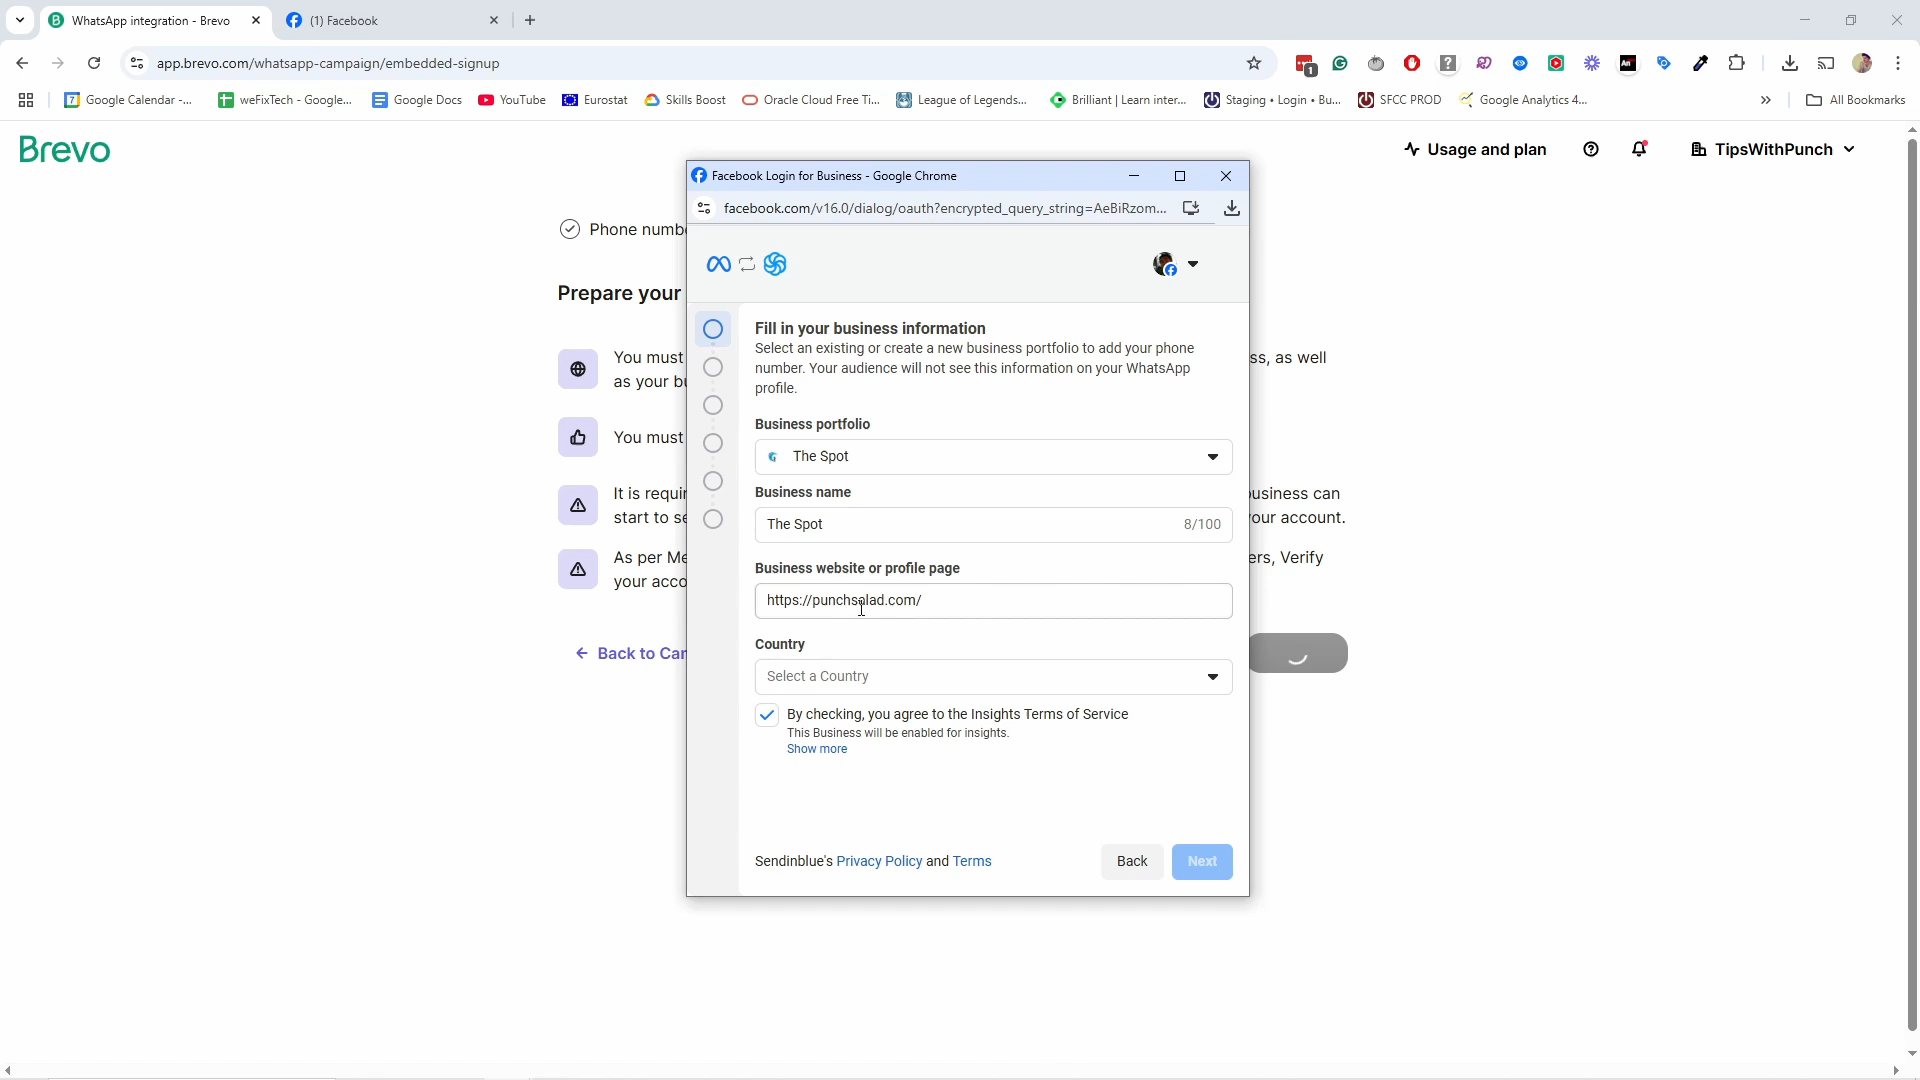 WhatsApp integration - Brevo
(1) Facebook
app.brevo.com/whatsapp-campaign/embedded-signup
1
Google Calendar -...
weFixTech - Google...
Google Docs
YouTube
Eurostat
Skills Boost
Oracle Cloud Free Ti...
League of Legends...
Brilliant | Learn inter...
Staging • Login • Bu...
SFCC PROD
Google Analytics 4...
All Bookmarks
Brevo
Usage and plan
TipsWithPunch
Facebook Login for Business - Google Chrome
facebook.com/v16.0/dialog/oauth?encrypted_query_string=AeBiRzom...
Phone numb
Prepare your
You must
ss, as well
as your bu
You must
It is requir
business can
start to se
our account.
As per Me
ers, Verify
your acco
Back to Car
Fill in your business information
Select an existing or create a new business portfolio to add your phone
number. Your audience will not see this information on your WhatsApp
profile.
Business portfolio
The Spot
Business name
The Spot
8/100
Business website or profile page
https://punchsalad.com/
Country
Select a Country
By checking, you agree to the Insights Terms of Service
This Business will be enabled for insights.
Show more
Sendinblue's Privacy Policy and Terms
Back
Next